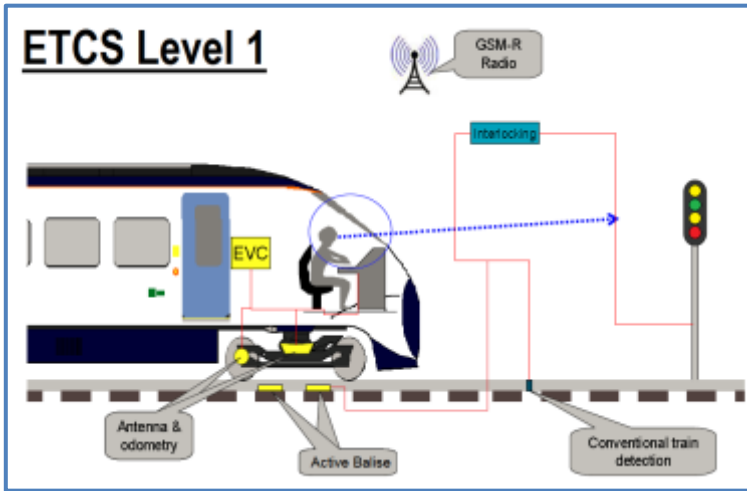 ETCS Level 1
GSM-R
Radio
Interlocking
EVC
Antenna &
odometry
Active Balise
Conventional train
detection